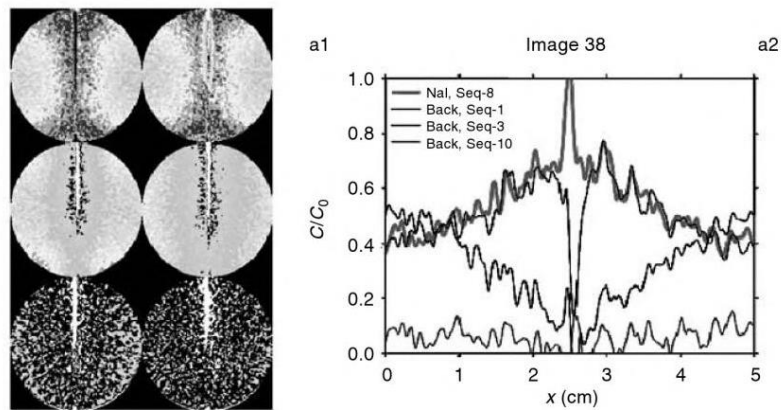 a1
Image 38
a2
NaI, Seq-8
Back, Seq-1
Back, Seq-3
Back, Seq-10
C/C0
1.0
0.8
0.6
0.4
0.2
0.0
0
1
2
3
4
5
x (cm)